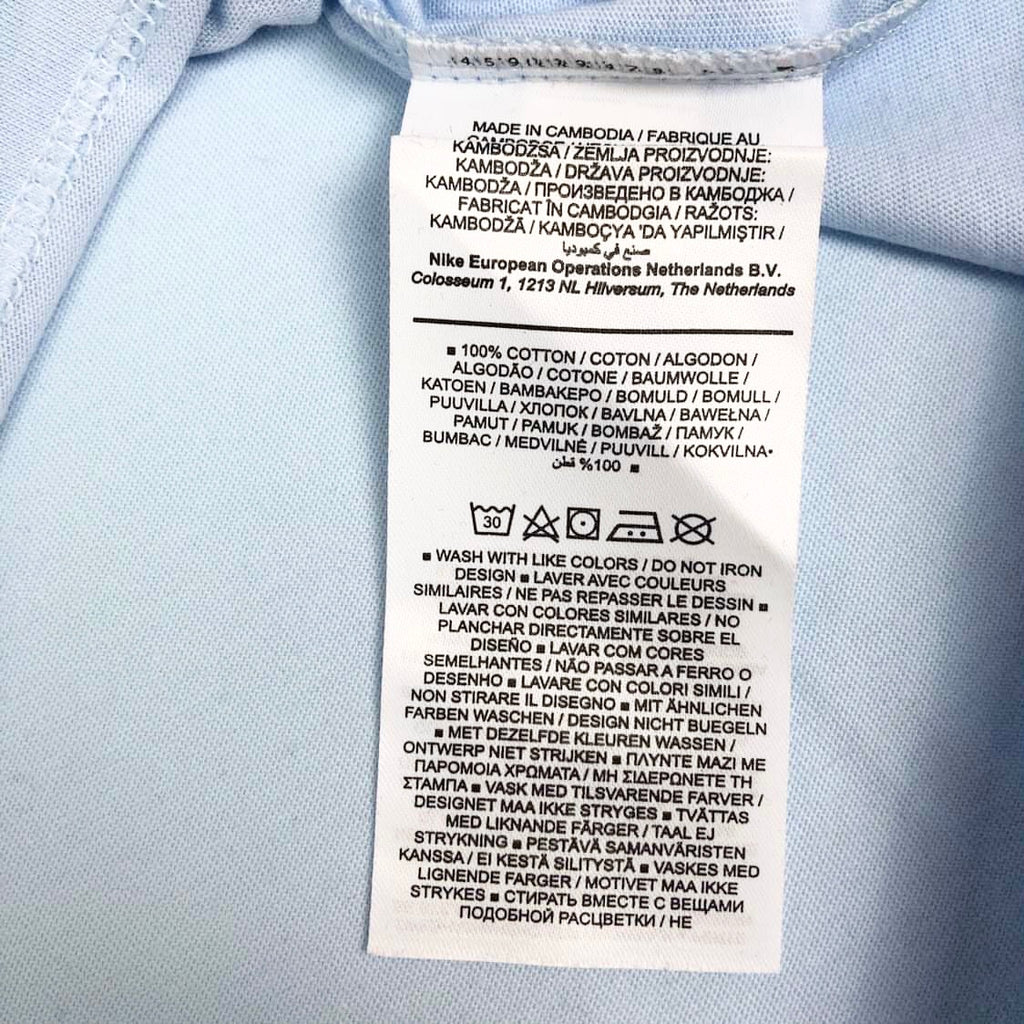 MADE IN CAMBODIA / FABRIQUE AU
KAMBODŽSA / ZEMLJA PROIZVODNJE:
KAMBODŽA / DRŽAVA PROIZVODNJE:
KAMBODŽA / ПРОИЗВЕДЕНО В КАМБОДЖА /
FABRICAT ÎN CAMBODGIA / RAŽOTS:
KAMBODŽĀ / KAMBOÇYA 'DA YAPILMIŞTIR /
صنع في كمبوديا
Nike European Operations Netherlands B.V.
Colosseum 1, 1213 NL Hilversum, The Netherlands
■ 100% COTTON / COTON / ALGODON /
ALGODÃO / COTONE / BAUMWOLLE /
KATOEN / ΒΑΜΒΑΚΕΡΟ / BOMULD / BOMULL /
PUUVILLA / ХЛОПОК / BAVLNA / BAWEŁNA /
PAMUT / PAMUK / BOMBAŽ / ПАМУК /
BUMBAC / MEDVILNĖ / PUUVILL / KOKVILNA•
■ 100% قطن
30
■ WASH WITH LIKE COLORS / DO NOT IRON
DESIGN ■ LAVER AVEC COULEURS
SIMILAIRES / NE PAS REPASSER LE DESSIN ■
LAVAR CON COLORES SIMILARES / NO
PLANCHAR DIRECTAMENTE SOBRE EL
DISEÑO ■ LAVAR COM CORES
SEMELHANTES / NÃO PASSAR A FERRO O
DESENHO ■ LAVARE CON COLORI SIMILI /
NON STIRARE IL DISEGNO ■ MIT ÄHNLICHEN
FARBEN WASCHEN / DESIGN NICHT BUEGELN
■ MET DEZELFDE KLEUREN WASSEN /
ONTWERP NIET STRIJKEN ■ ΠΛΥΝΤΕ ΜΑΖΙ ΜΕ
ΠΑΡΟΜΟΙΑ ΧΡΩΜΑΤΑ / ΜΗ ΣΙΔΕΡΩΝΕΤΕ ΤΗ
ΣΤΑΜΠΑ ■ VASK MED TILSVARENDE FARVER /
DESIGNET MAA IKKE STRYGES ■ TVÄTTAS
MED LIKNANDE FÄRGER / TAAL EJ
STRYKNING ■ PESTÄVÄ SAMANVÄRISTEN
KANSSA / EI KESTÄ SILITYSTÄ ■ VASKES MED
LIGNENDE FARGER / MOTIVET MAA IKKE
STRYKES ■ СТИРАТЬ ВМЕСТЕ С ВЕЩАМИ
ПОДОБНОЙ РАСЦВЕТКИ / НЕ